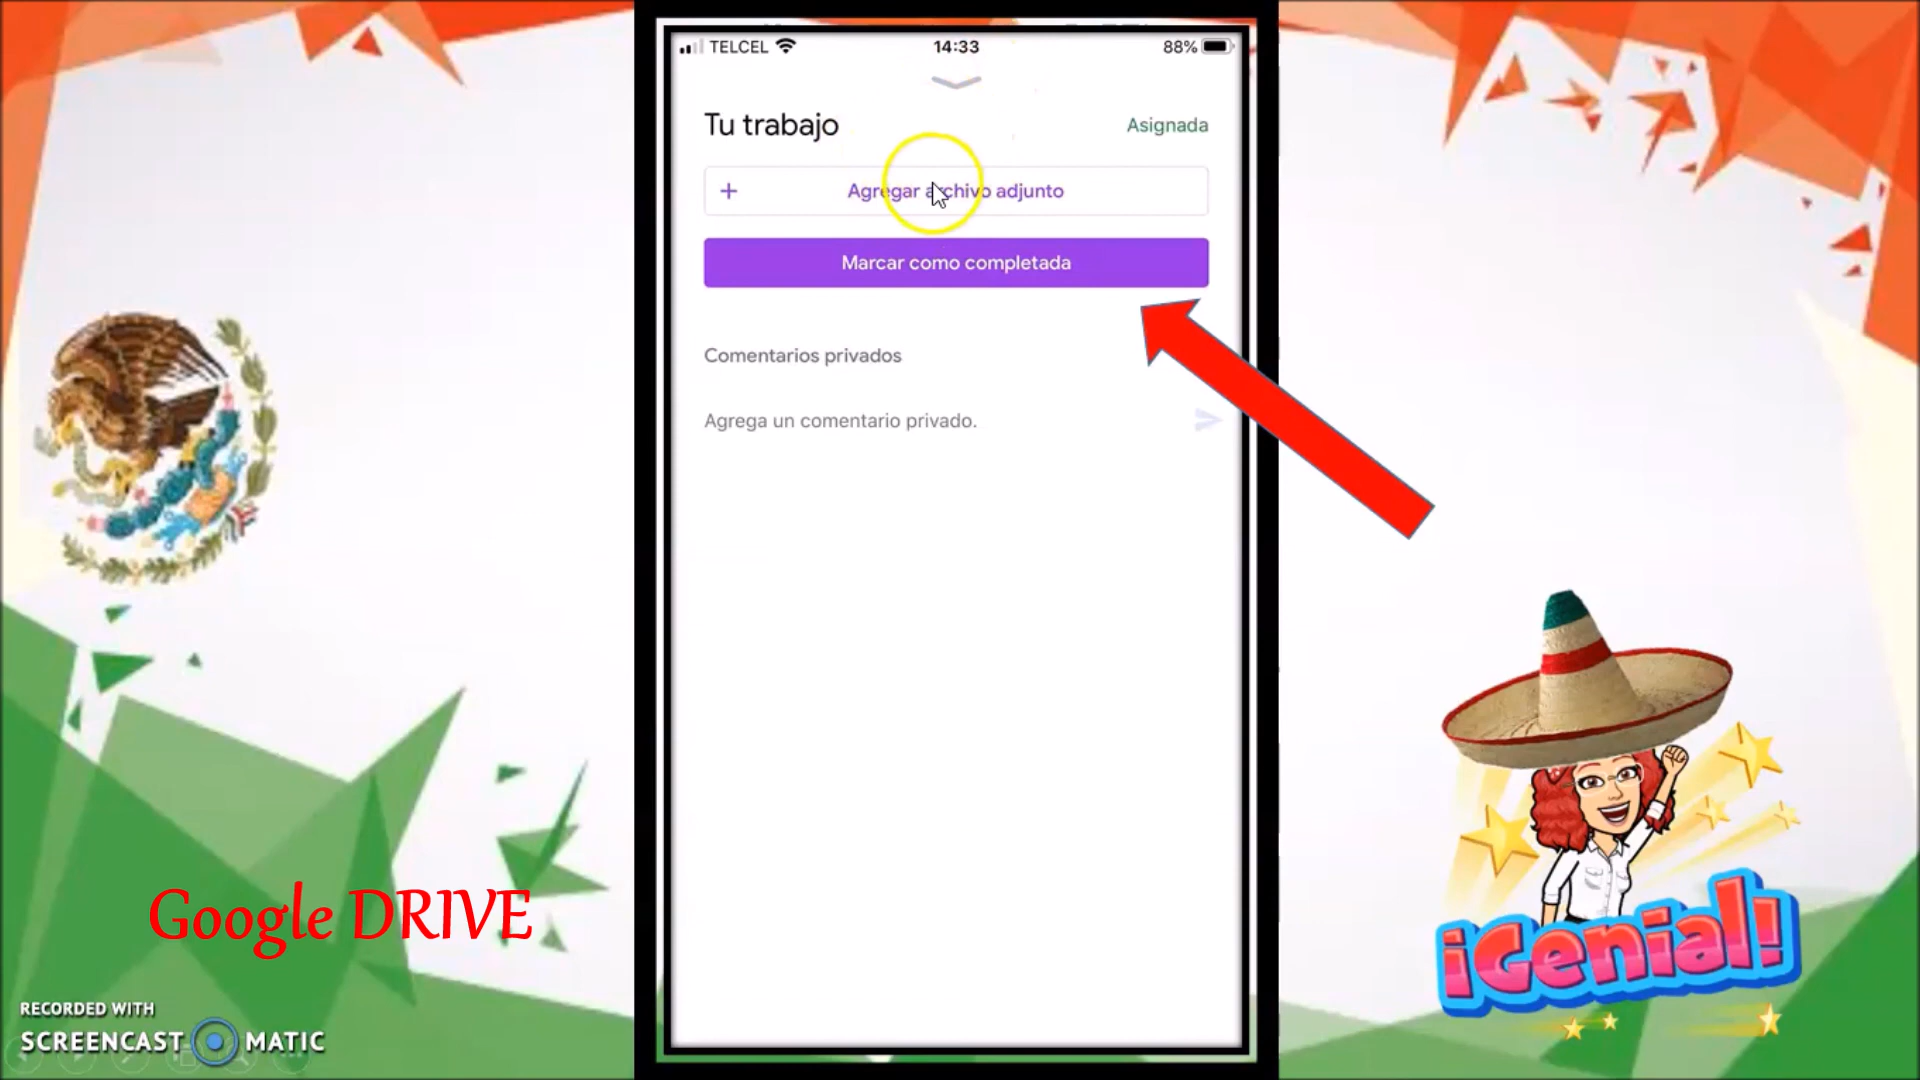 TELCEL 14:33 88%
Tu trabajo Asignada
+ Agregar archivo adjunto
Marcar como completada
Comentarios privados
Agrega un comentario privado.
Google DRIVE
¡Genial!
RECORDED WITH
SCREENCAST MATIC